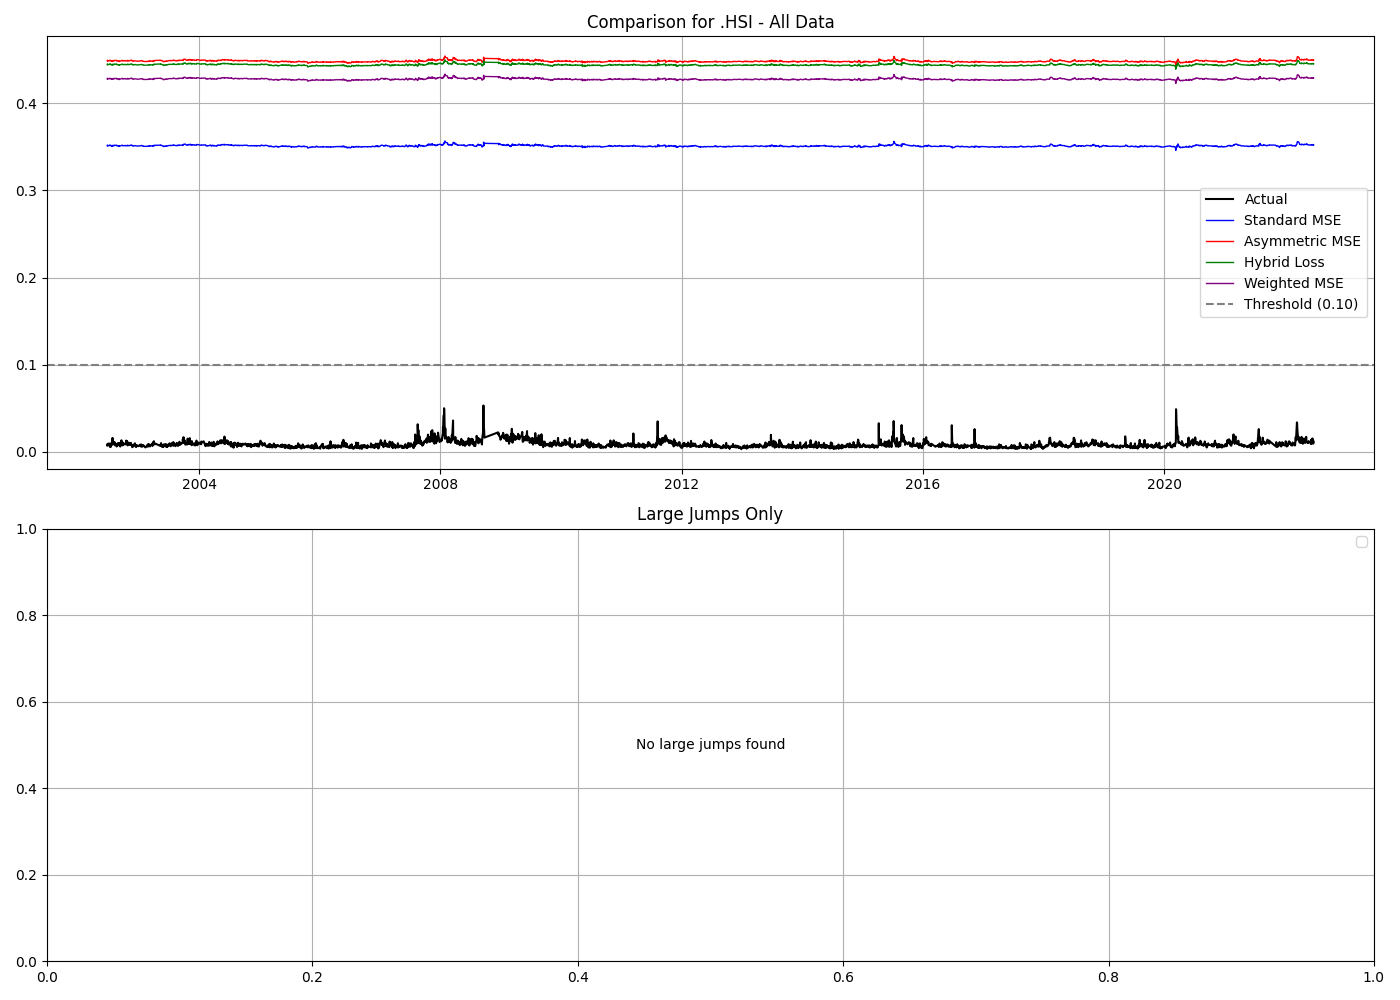 Comparison for .HSI - All Data
0.4
0.3
0.2
0.1
0.0
Actual
Standard MSE
Asymmetric MSE
Hybrid Loss
Weighted MSE
Threshold (0.10)
2004
2008
2012
2016
2020
Large Jumps Only
1.0
0.8
0.6
0.4
0.2
0.0
No large jumps found
0.0
0.2
0.4
0.6
0.8
1.0